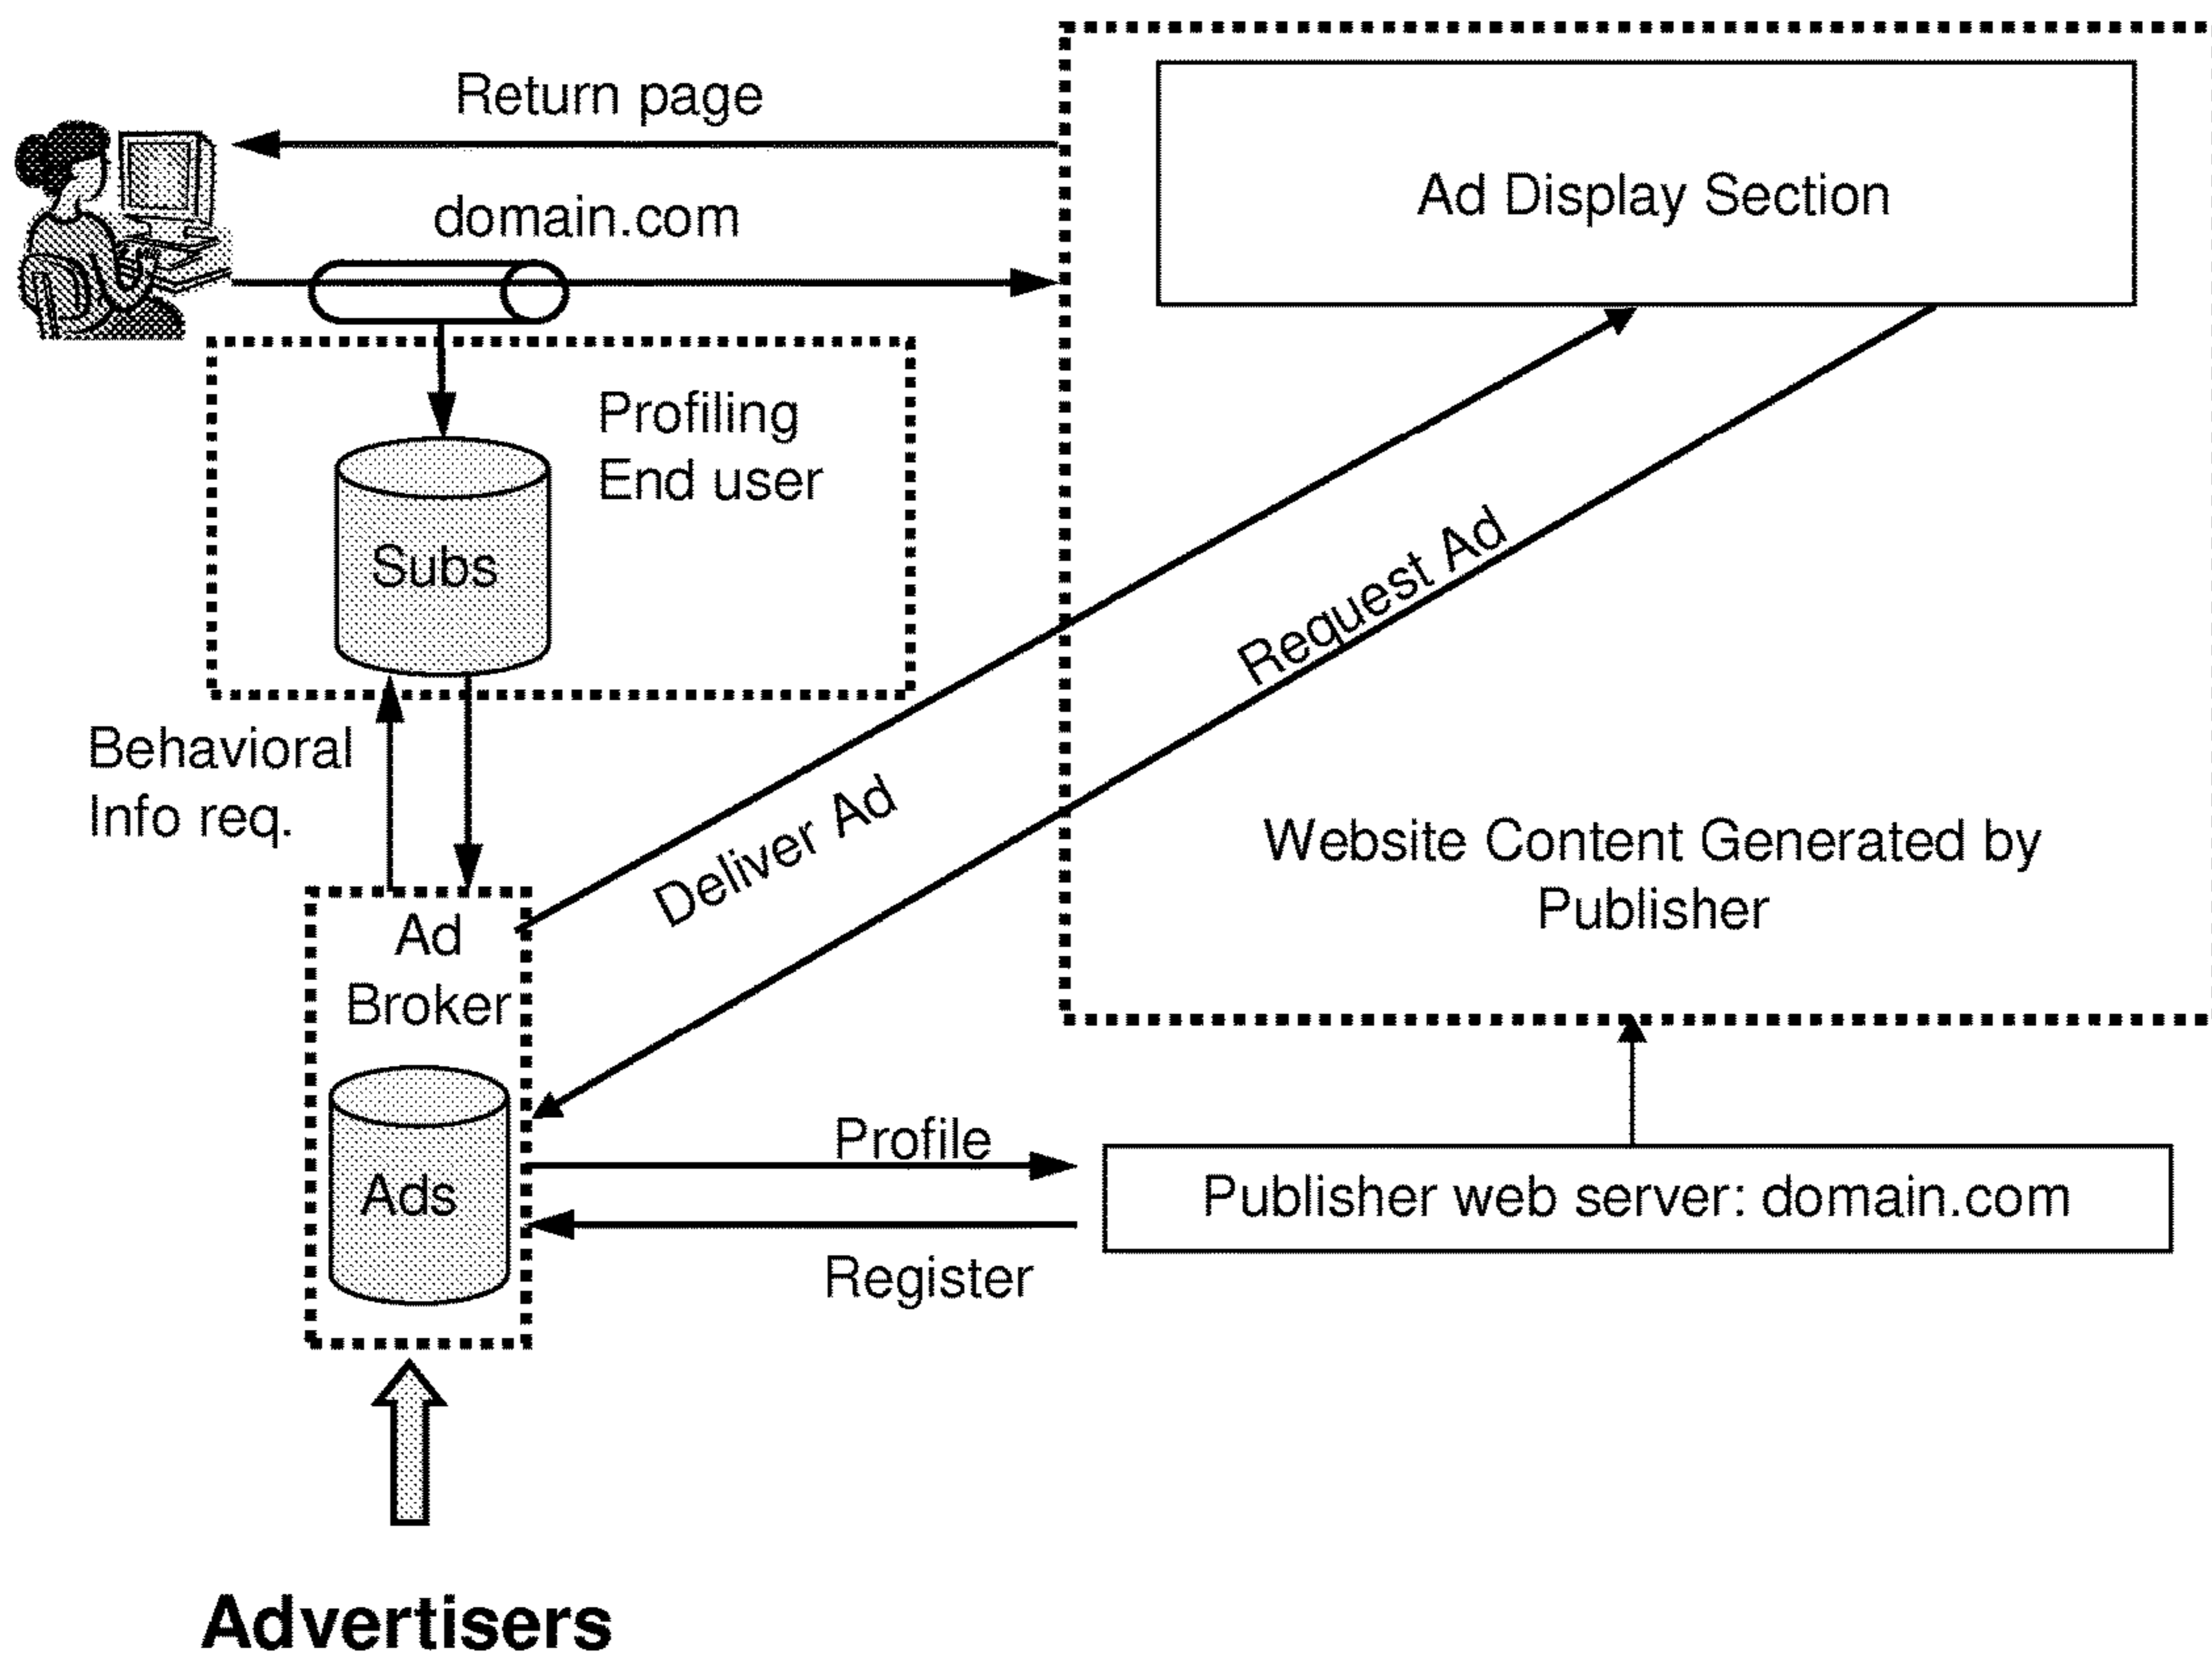 Return page
domain.com
Ad Display Section
Profiling
End user
Subs
Request Ad
Behavioral
Info req.
Deliver Ad
Website Content Generated by
Publisher
Ad
Broker
Ads
Profile
Publisher web server: domain.com
Register
Advertisers